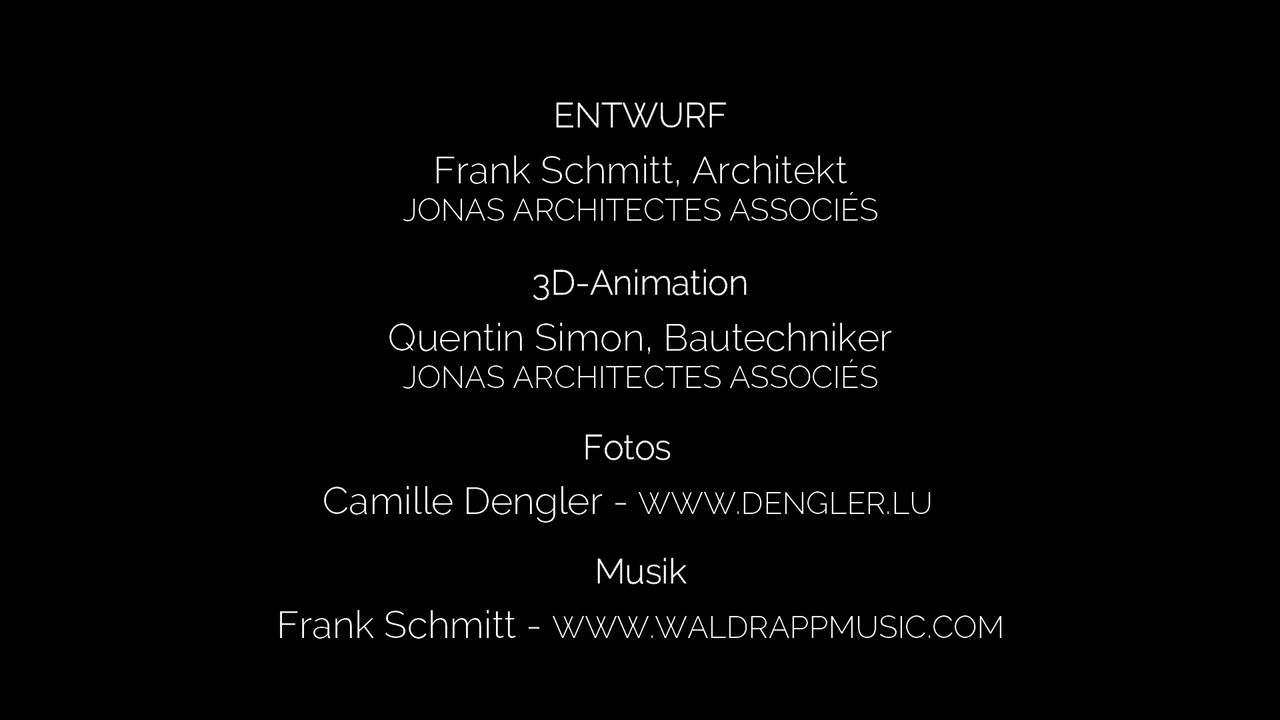 ENTWURF
Frank Schmitt, Architekt
JONAS ARCHITECTES ASSOCIÉS
3D-Animation
Quentin Simon, Bautechniker
JONAS ARCHITECTES ASSOCIÉS
Fotos
Camille Dengler - WWW.DENGLER.LU
Musik
Frank Schmitt - WWW.WALDRAPPMUSIC.COM